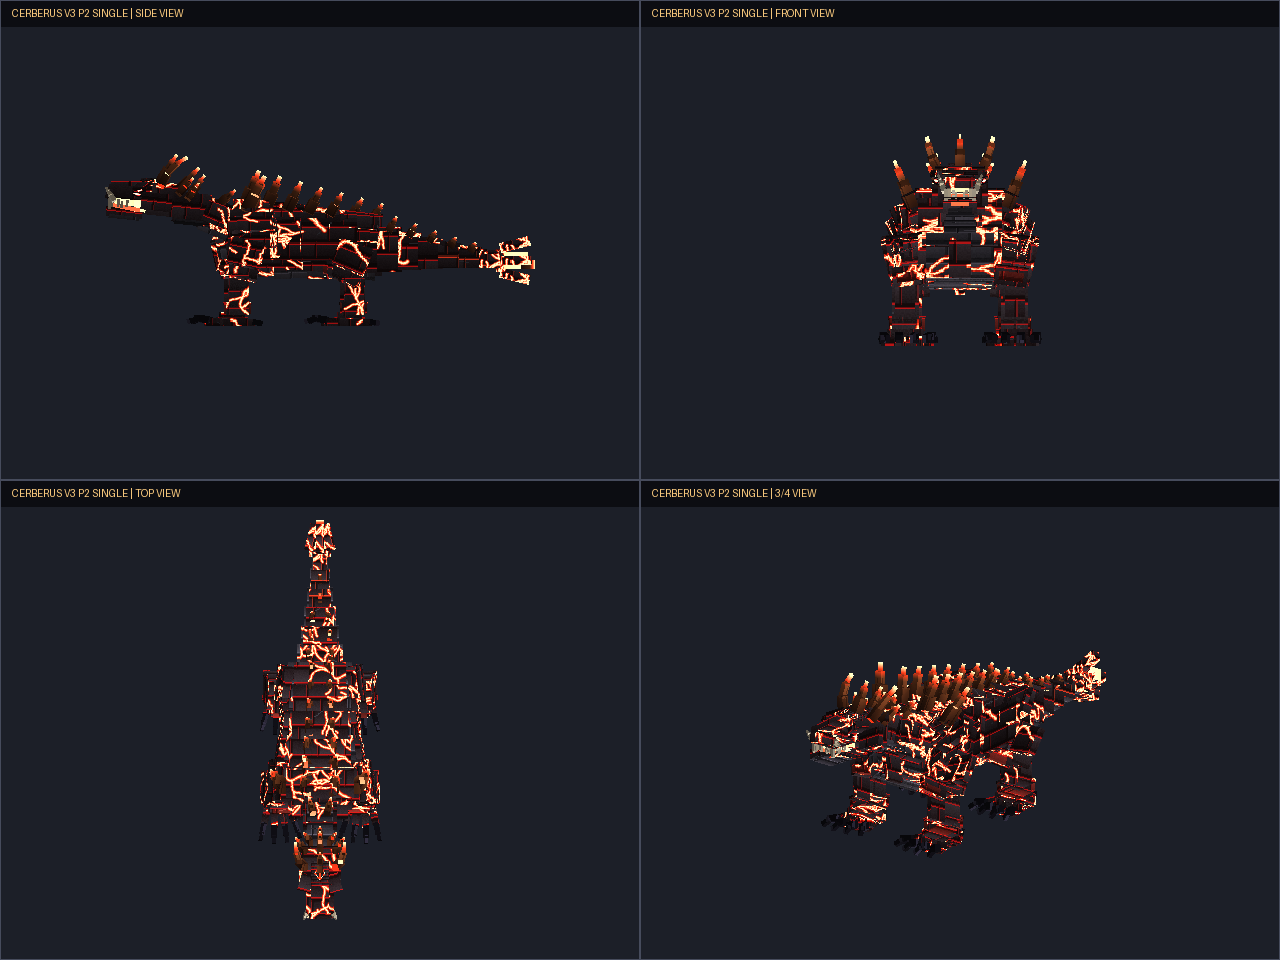 CERBERUS V3 P2 SINGLE | SIDE VIEW
CERBERUS V3 P2 SINGLE | FRONT VIEW
CERBERUS V3 P2 SINGLE | TOP VIEW
CERBERUS V3 P2 SINGLE | 3/4 VIEW